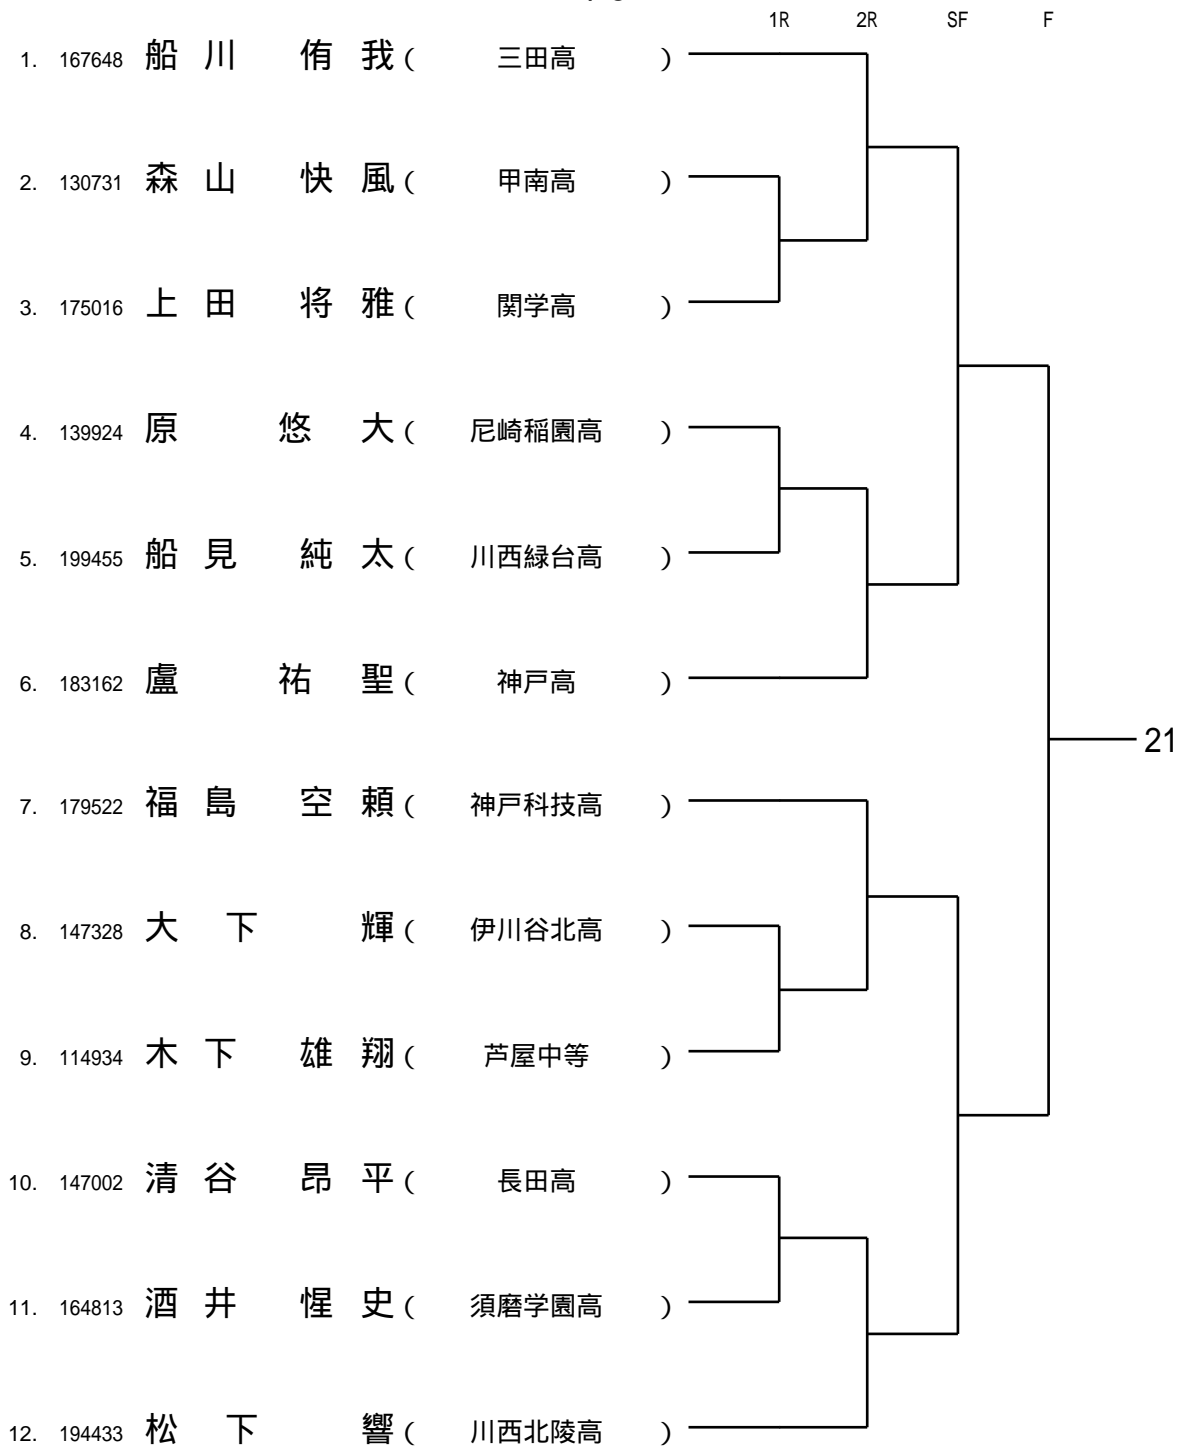 1R 2R SF F
1. 167648 船川 侑我 ( 三田高 )
2. 130731 森山 快風 ( 甲南高 )
3. 175016 上田 将雅 ( 関学高 )
4. 139924 原 悠大 ( 尼崎稲園高 )
5. 199455 船見 純太 ( 川西緑台高 )
6. 183162 盧 祐聖 ( 神戸高 )
21
7. 179522 福島 空頼 ( 神戸科技高 )
8. 147328 大下 輝 ( 伊川谷北高 )
9. 114934 木下 雄翔 ( 芦屋中等 )
10. 147002 清谷 昂平 ( 長田高 )
11. 164813 酒井 惺史 ( 須磨学園高 )
12. 194433 松下 響 ( 川西北陵高 )